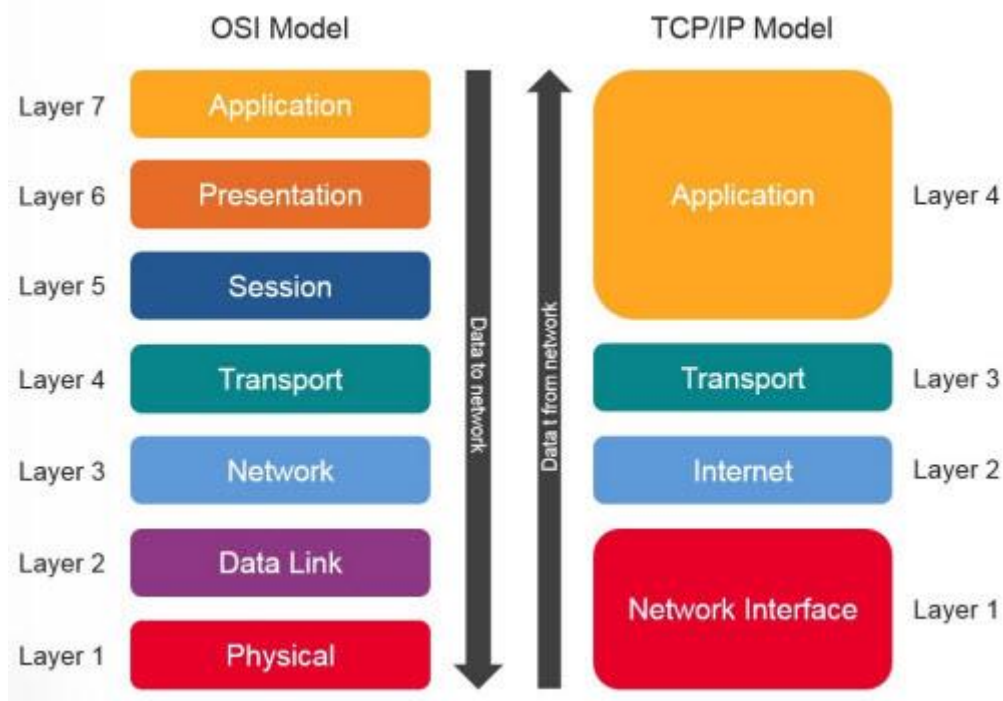 OSI Model
TCP/IP Model
Layer 7
Application
Layer 6
Presentation
Layer 5
Session
Layer 4
Transport
Layer 3
Network
Layer 2
Data Link
Layer 1
Physical
Data to network
Data t from network
Application
Layer 4
Transport
Layer 3
Internet
Layer 2
Network Interface
Layer 1